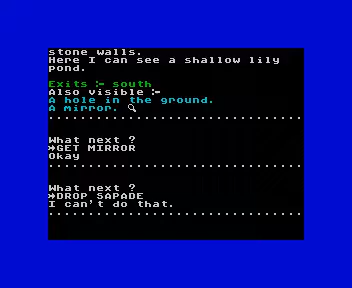 stone walls.
Here I can see a shallow lily
pond.
Exits :- south
Also visible :-
A hole in the ground.
A mirror.
................................
What next ?
*GET MIRROR
Okay
................................
What next ?
*DROP SAPADE
I can't do that.
................................